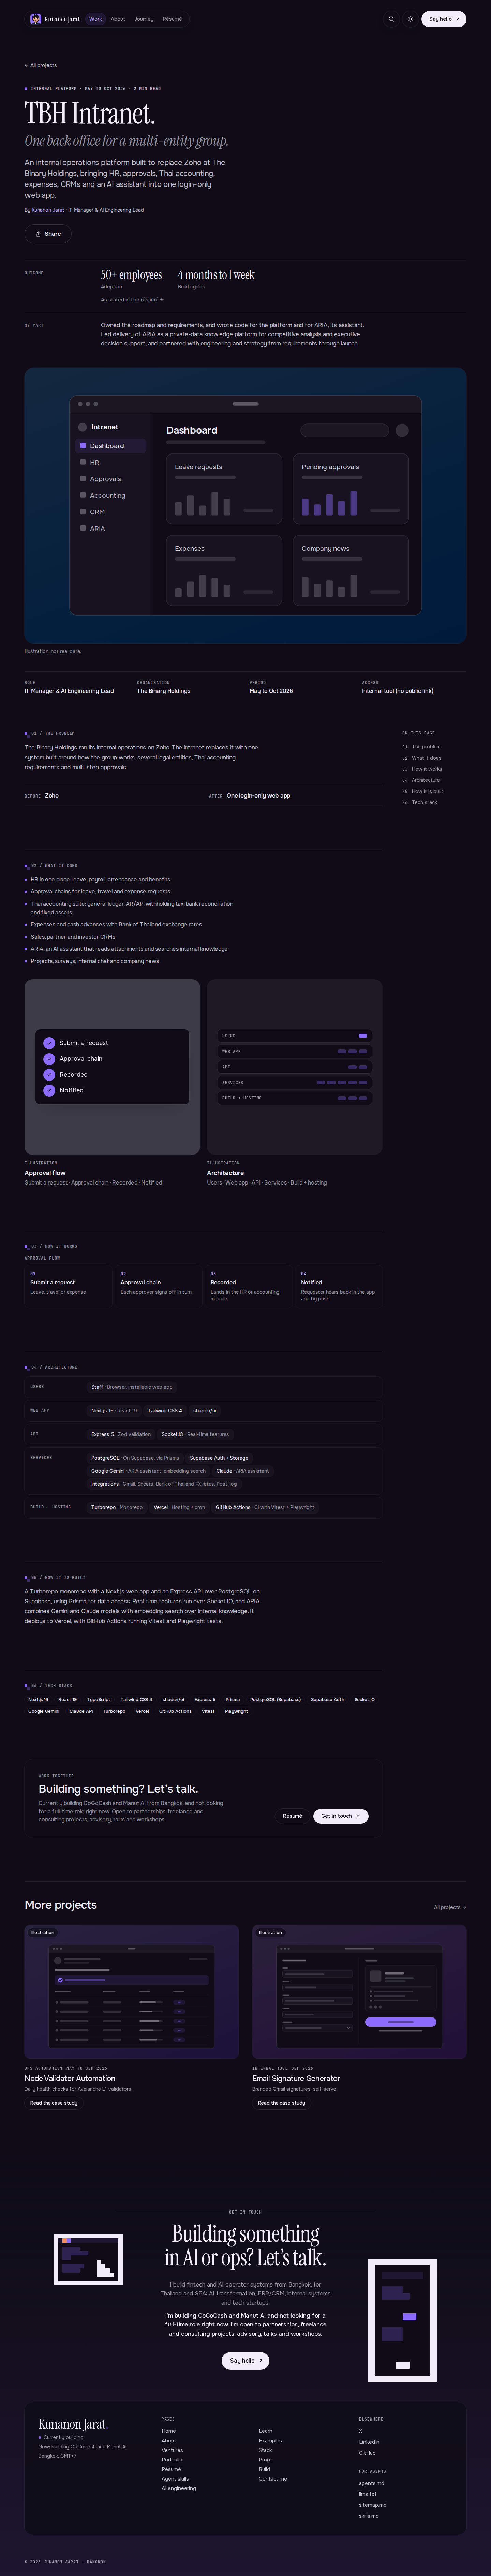 Kunanon Jarat
Work
About
Journey
Résumé
Say hello ↗
← All projects
INTERNAL PLATFORM · MAY TO OCT 2026 · 2 MIN READ
TBH Intranet.
One back office for a multi-entity group.
An internal operations platform built to replace Zoho at The
Binary Holdings, bringing HR, approvals, Thai accounting,
expenses, CRMs and an AI assistant into one login-only
web app.
By Kunanon Jarat · IT Manager & AI Engineering Lead
Share
OUTCOME
50+ employees
Adoption
4 months to 1 week
Build cycles
As stated in the résumé →
MY PART
Owned the roadmap and requirements, and wrote code for the platform and for ARIA, its assistant.
Led delivery of ARIA as a private-data knowledge platform for competitive analysis and executive
decision support, and partnered with engineering and strategy from requirements through launch.
Intranet
Dashboard
HR
Approvals
Accounting
CRM
ARIA
Dashboard
Leave requests
Pending approvals
Expenses
Company news
Illustration, not real data.
ROLE
IT Manager & AI Engineering Lead
ORGANISATION
The Binary Holdings
PERIOD
May to Oct 2026
ACCESS
Internal tool (no public link)
01 / THE PROBLEM
The Binary Holdings ran its internal operations on Zoho. The intranet replaces it with one
system built around how the group works: several legal entities, Thai accounting
requirements and multi-step approvals.
BEFORE Zoho
AFTER One login-only web app
ON THIS PAGE
01 The problem
02 What it does
03 How it works
04 Architecture
05 How it is built
06 Tech stack
02 / WHAT IT DOES
HR in one place: leave, payroll, attendance and benefits
Approval chains for leave, travel and expense requests
Thai accounting suite: general ledger, AR/AP, withholding tax, bank reconciliation
and fixed assets
Expenses and cash advances with Bank of Thailand exchange rates
Sales, partner and investor CRMs
ARIA, an AI assistant that reads attachments and searches internal knowledge
Projects, surveys, internal chat and company news
Submit a request
Approval chain
Recorded
Notified
USERS
WEB APP
API
SERVICES
BUILD + HOSTING
ILLUSTRATION
Approval flow
Submit a request · Approval chain · Recorded · Notified
ILLUSTRATION
Architecture
Users · Web app · API · Services · Build + hosting
03 / HOW IT WORKS
APPROVAL FLOW
01
Submit a request
Leave, travel or expense
02
Approval chain
Each approver signs off in turn
03
Recorded
Lands in the HR or accounting
module
04
Notified
Requester hears back in the app
and by push
04 / ARCHITECTURE
USERS
Staff · Browser, installable web app
WEB APP
Next.js 16 · React 19
Tailwind CSS 4
shadcn/ui
API
Express 5 · Zod validation
Socket.IO · Real-time features
SERVICES
PostgreSQL · On Supabase, via Prisma
Supabase Auth + Storage
Google Gemini · ARIA assistant, embedding search
Claude · ARIA assistant
Integrations · Gmail, Sheets, Bank of Thailand FX rates, PostHog
BUILD + HOSTING
Turborepo · Monorepo
Vercel · Hosting + cron
GitHub Actions · CI with Vitest + Playwright
05 / HOW IT IS BUILT
A Turborepo monorepo with a Next.js web app and an Express API over PostgreSQL on
Supabase, using Prisma for data access. Real-time features run over Socket.IO, and ARIA
combines Gemini and Claude models with embedding search over internal knowledge. It
deploys to Vercel, with GitHub Actions running Vitest and Playwright tests.
06 / TECH STACK
Next.js 16
React 19
TypeScript
Tailwind CSS 4
shadcn/ui
Express 5
Prisma
PostgreSQL (Supabase)
Supabase Auth
Socket.IO
Google Gemini
Claude API
Turborepo
Vercel
GitHub Actions
Vitest
Playwright
WORK TOGETHER
Building something? Let's talk.
Currently building GoGoCash and Manut AI from Bangkok, and not looking
for a full-time role right now. Open to partnerships, freelance and
consulting projects, advisory, talks and workshops.
Résumé
Get in touch ↗
More projects
All projects →
Illustration
OPS AUTOMATION MAY TO SEP 2026
Node Validator Automation
Daily health checks for Avalanche L1 validators.
Read the case study
Illustration
INTERNAL TOOL SEP 2026
Email Signature Generator
Branded Gmail signatures, self-serve.
Read the case study
GET IN TOUCH
Building something
in AI or ops? Let's talk.
I build fintech and AI operator systems from Bangkok, for
Thailand and SEA: AI transformation, ERP/CRM, internal systems
and tech startups.
I'm building GoGoCash and Manut AI and not looking for a
full-time role right now. I'm open to partnerships, freelance
and consulting projects, advisory, talks and workshops.
Say hello ↗
Kunanon Jarat.
Currently building
Now: building GoGoCash and Manut AI
Bangkok, GMT+7
PAGES
Home
About
Ventures
Portfolio
Résumé
Agent skills
AI engineering
Learn
Examples
Stack
Proof
Build
Contact me
ELSEWHERE
X
LinkedIn
GitHub
FOR AGENTS
agents.md
llms.txt
sitemap.md
skills.md
© 2026 KUNANON JARAT · BANGKOK